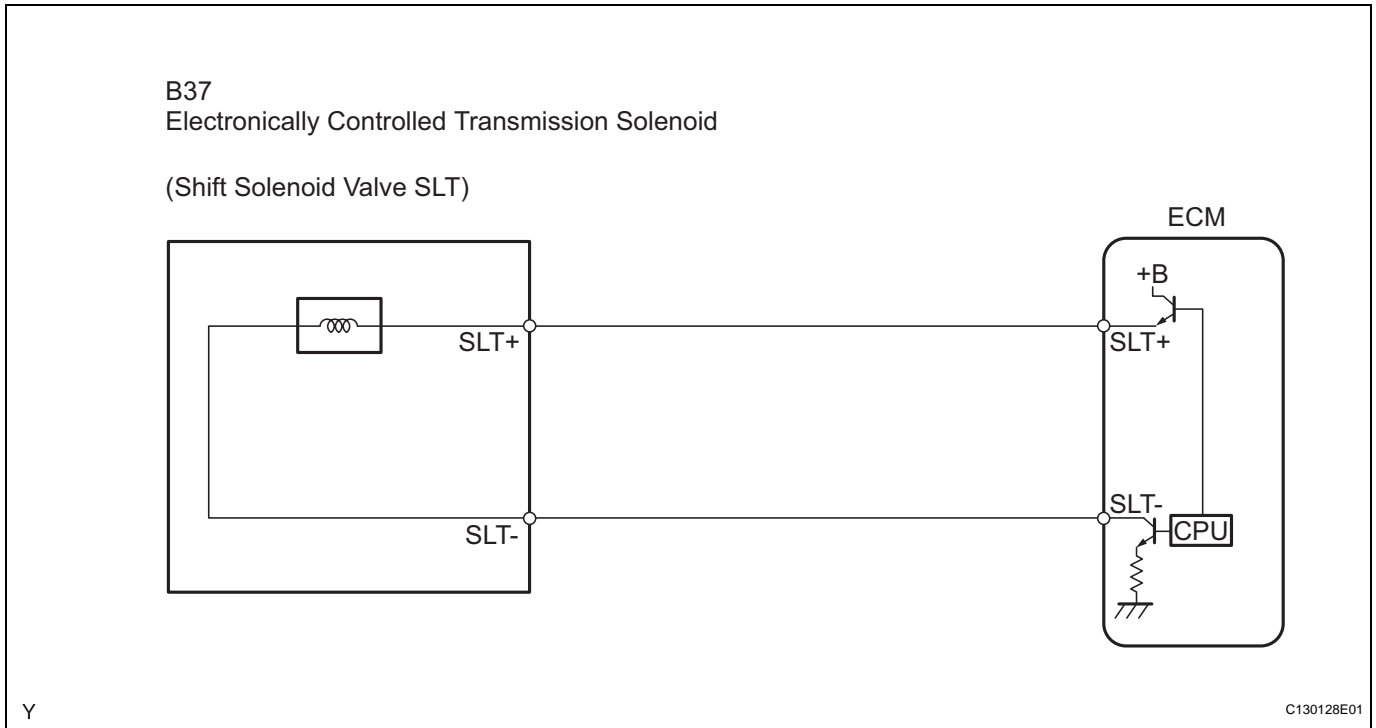 B37
Electronically Controlled Transmission Solenoid
(Shift Solenoid Valve SLT)
ECM
+B
SLT+
SLT+
SLT-
SLT-
CPU
Y
C130128E01